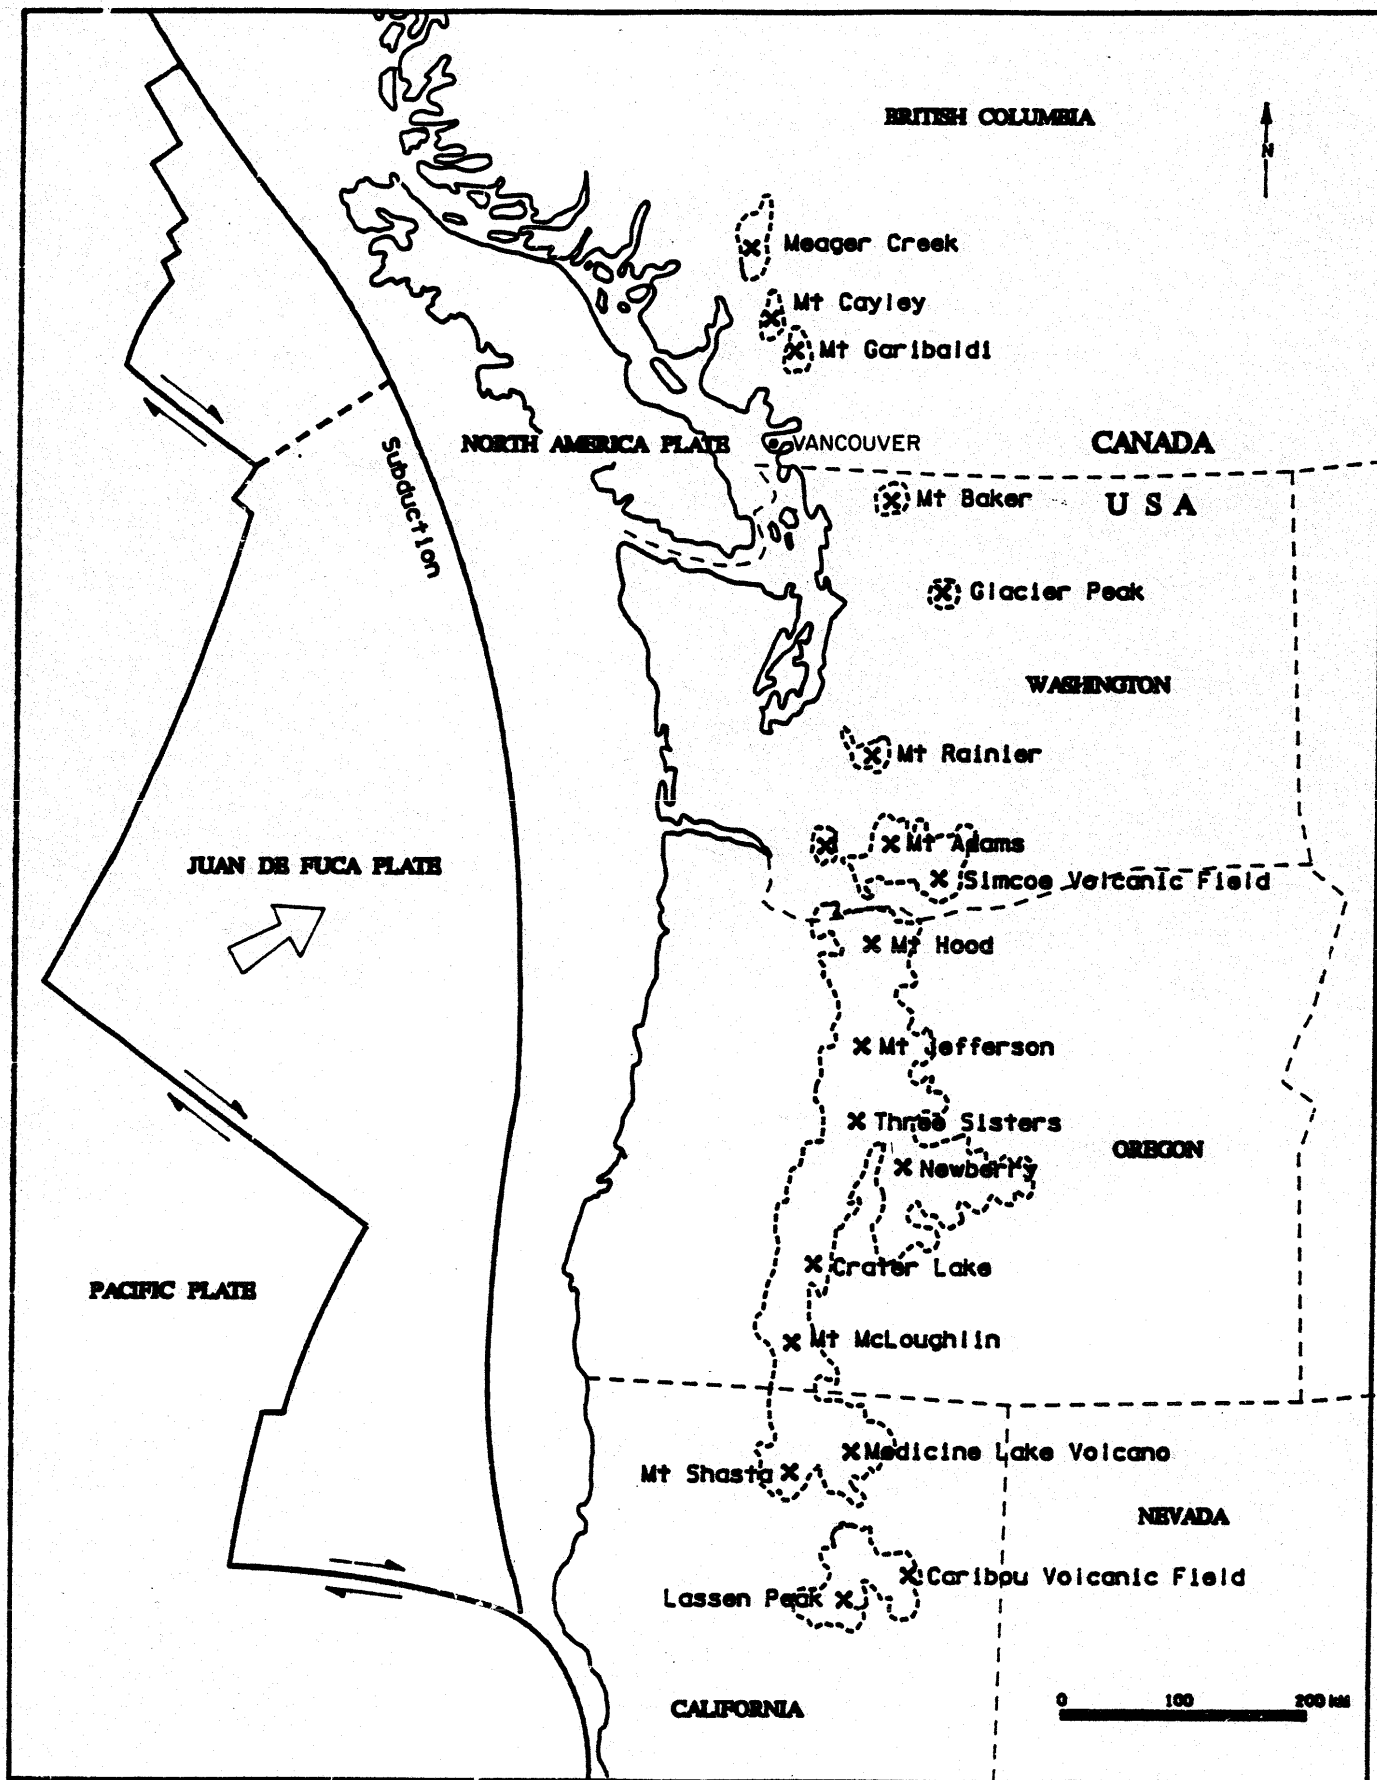 BRITISH COLUMBIA
N
Meager Creek
Mt Cayley
Mt Garibaldi
Subduction
NORTH AMERICA PLATE
VANCOUVER
CANADA
Mt Baker
U S A
Glacier Peak
WASHINGTON
Mt Rainier
Mt Adams
JUAN DE FUCA PLATE
Simcoe Volcanic Field
Mt Hood
Mt Jefferson
Three Sisters
OREGON
Newberry
Crater Lake
PACIFIC PLATE
Mt McLoughlin
Medicine Lake Volcano
Mt Shasta
NEVADA
Caribou Volcanic Field
Lassen Peak
CALIFORNIA
0 100 200 km